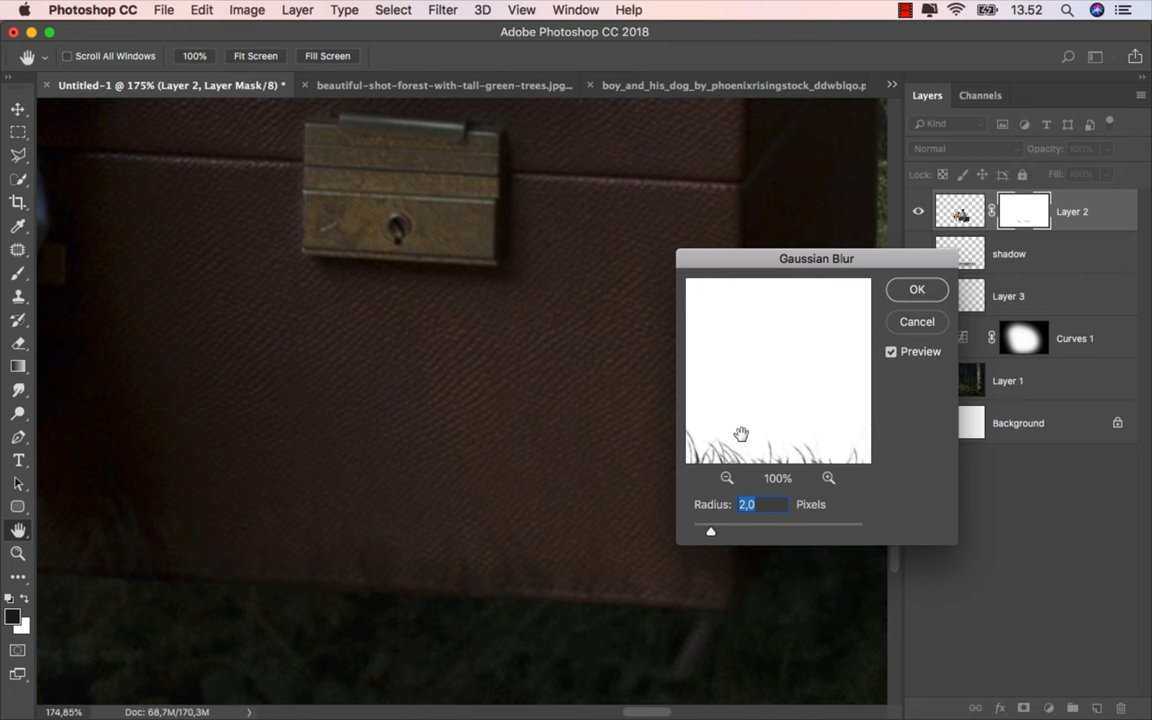 Photoshop CC File Edit Image Layer Type Select Filter 3D View Window Help 13.52
Adobe Photoshop CC 2018
Scroll All Windows 100% Fit Screen Fill Screen
Untitled-1 @ 175% (Layer 2, Layer Mask/8) * beautiful-shot-forest-with-tall-green-trees.jpg... boy_and_his_dog_by_phoenixrisingstock_ddwblqo.p
Layers Channels
Kind
Normal Opacity: 100%
Lock: Fill: 100%
Layer 2
shadow
Layer 3
Curves 1
Layer 1
Background
Gaussian Blur
OK
Cancel
Preview
100%
Radius: 2,0 Pixels
174,85% Doc: 68,7M/170,3M